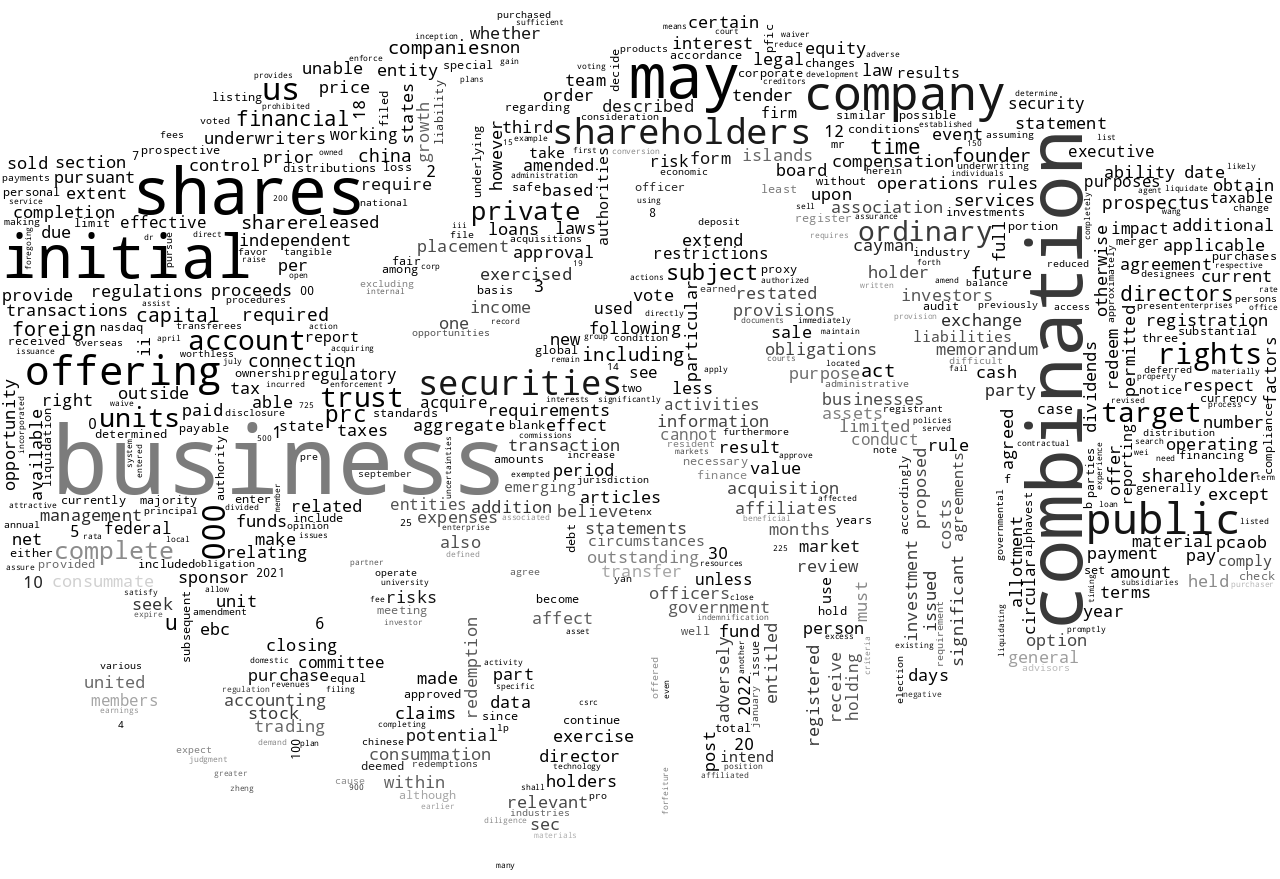 purchased
sufficient
certain
means
court
waiver
inception
whether
companiesnon
products
interest
reduce
pfic
equity
adverse
enforce
accordance
legal
changes
unable
entity
special
gain
voting
decide
corporate
development
law
results
provides
us
price
plans
team
may
creditors
company
determine
listing
prohibited
18
filed
states
order
described
tender
security
voted
financial
growth
liability
regarding
consideration
firm
similar
possible
statement
fees
underwriters
working
third
shareholders
12
conditions
established
event
assuming
150
list
sold
section
7
prospective
owned
prior
china
underlying
however
15
example
take
first
conversion
mr
time
founder
executive
payments
pursuant
control
distributions
loss
2
amended
authorities
risk
form
islands
board
compensation
underwriting
combination
ability
date
likely
personal
extent
shares
200
require
administration
safe
based
economic
officer
least
without
herein
individuals
operations
rules
purposes
agent
liquidate
obtain
service
completion
national
private
using
upon
services
prospectus
taxable
making
limit
effective
sharereleased
iii
loans
laws
8
deposit
sell
association
investments
completely
wang
change
due
initial
foregoing
dr
pursue
direct
independent
file
placement
acquisitions
approval
extend
register
assurance
requires
ordinary
full
portion
otherwise
impact
additional
favor
tangible
raise
fair
19
restrictions
cayman
industry
merger
applicable
per
open
among
corp
exercised
actions
subject
proxy
holder
forth
future
reduced
approximately
agreement
purchases
respective
provide
regulations
proceeds
00
excluding
internal
basis
3
particular
earned
authorized
restated
written
amend
balance
designees
current
transactions
assist
procedures
income
used
vote
directly
provisions
investors
previously
access
directors
rate
persons
foreign
nasdaq
capital
required
one
record
opportunities
following
documents
immediately
audit
present
enterprises
office
received
overseas
transferees
action
new
group
condition
sale
maintain
provision
exchange
permitted
registration
issuance
april
ii
account
report
acquiring
global
including
courts
obligations
liabilities
memorandum
redeem
three
substantial
worthless
july
connection
remain
14
see
located
difficult
rights
factors
offering
ownership
regulatory
securities
two
less
apply
purpose
act
fail
cash
dividends
deferred
materially
opportunity
incorporated
outside
tax
incurred
enforcement
interests
significantly
activities
administrative
party
property
notice
respect
compliance
right
waive
able
725
trust
acquire
information
businesses
case
revised
process
currency
0
units
paid
disclosure
prc
standards
requirements
furthermore
assets
registrant
agreed
target
number
available
liquidation
determined
payable
state
taxes
aggregate
blank
effect
cannot
limited
policies
served
contractual
distribution
business
system
entered
500
1
commissions
transaction
resident
markets
result
approve
conduct
note
rule
search
operating
authority
pre
uncertainties
amounts
necessary
value
parties
experience
offer
reporting
wei
need
financing
september
exempted
period
jurisdiction
finance
acquisition
accordingly
proposed
f
shareholder
term
currently
majority
enter
member
related
entities
emerging
articles
affected
costs
agreements
governmental
b
generally
except
attractive
management
principal
divided
include
25
expenses
addition
believe
tenx
affiliates
beneficial
alphavest
loan
public
listed
annual
5
rata
federal
000
funds
opinion
enterprise
associated
debt
statements
months
years
allotment
material
pcaob
net
local
make
issues
also
circumstances
225
market
investment
issued
requirement
significant
circular
payment
pay
comply
either
complete
relating
defined
outstanding
30
review
timing
set
amount
check
assure
provided
included
obligation
partner
transfer
resources
must
subsidiaries
held
purchaser
10
consummate
sponsor
2021
operate
agree
yan
unless
use
terms
satisfy
allow
university
officers
close
liquidating
year
seek
expire
subsequent
unit
amendment
fee
risks
become
government
hold
promptly
u
ebc
6
meeting
investor
affect
asset
indemnification
person
excess
existing
option
closing
redemption
well
fund
another
issue
entitled
criteria
general
advisors
various
domestic
committee
activity
offered
even
adversely
2022
january
registered
receive
holding
election
days
negative
united
regulation
purchase
equal
made
part
specific
members
revenues
filing
approved
data
csrc
earnings
accounting
claims
since
4
stock
completing
lp
continue
total
trading
potential
exercise
post
20
expect
judgment
demand
100
plan
chinese
consummation
director
intend
greater
deemed
redemptions
technology
position
affiliated
zheng
cause
900
within
shall
holders
forfeiture
although
earlier
relevant
pro
industries
diligence
sec
materials
many